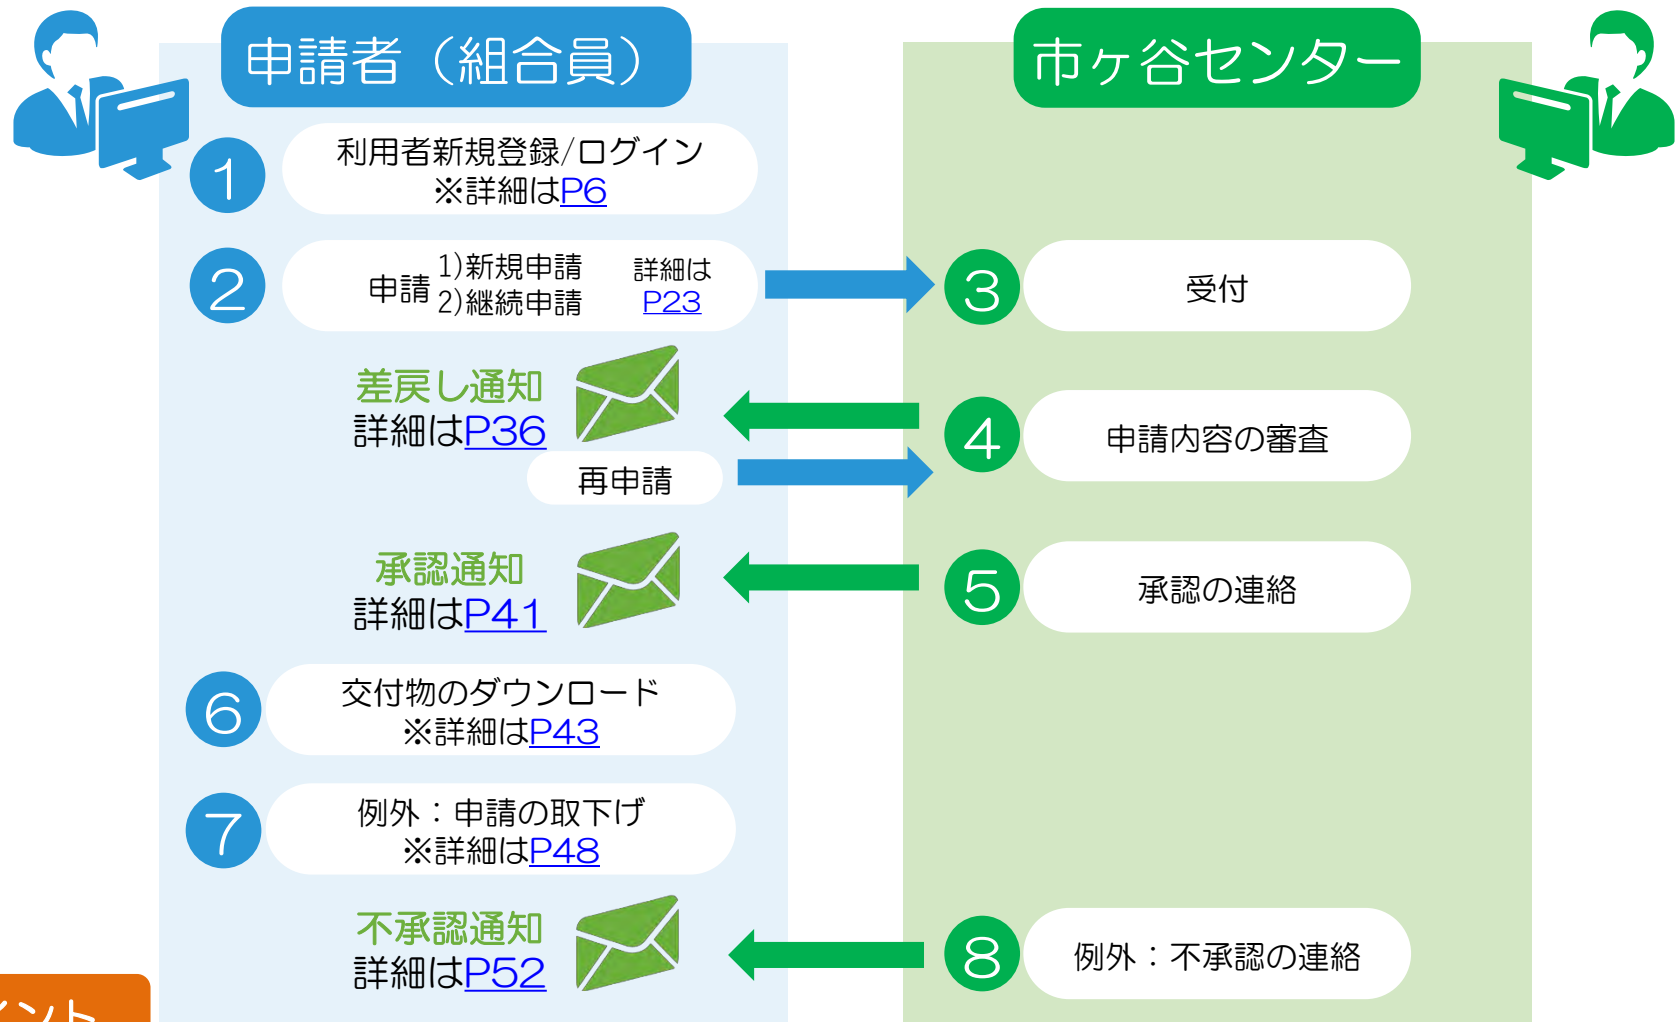 申請者（組合員）
市ヶ谷センター
1
利用者新規登録/ログイン
※詳細はP6
2
申請
1)新規申請
2)継続申請
詳細は
P23
3
受付
差戻し通知
詳細はP36
4
申請内容の審査
再申請
承認通知
詳細はP41
5
承認の連絡
6
交付物のダウンロード
※詳細はP43
7
例外：申請の取下げ
※詳細はP48
不承認通知
詳細はP52
8
例外：不承認の連絡